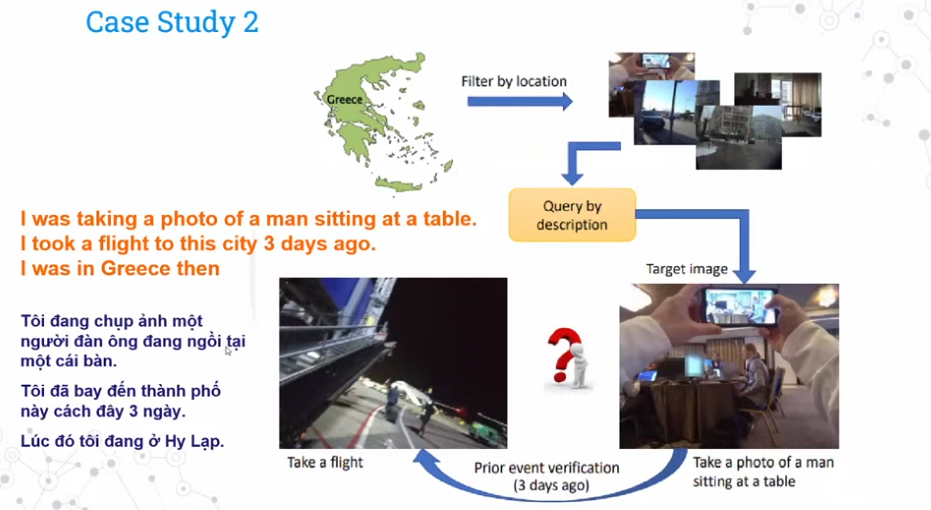 Case Study 2
Greece
Filter by location
Query by
description
I was taking a photo of a man sitting at a table.
I took a flight to this city 3 days ago.
I was in Greece then
Target image
Tôi đang chụp ảnh một
người đàn ông đang ngồi tại
một cái bàn.
Tôi đã bay đến thành phố
này cách đây 3 ngày.
Lúc đó tôi đang ở Hy Lạp.
Take a flight
Prior event verification
(3 days ago)
Take a photo of a man
sitting at a table